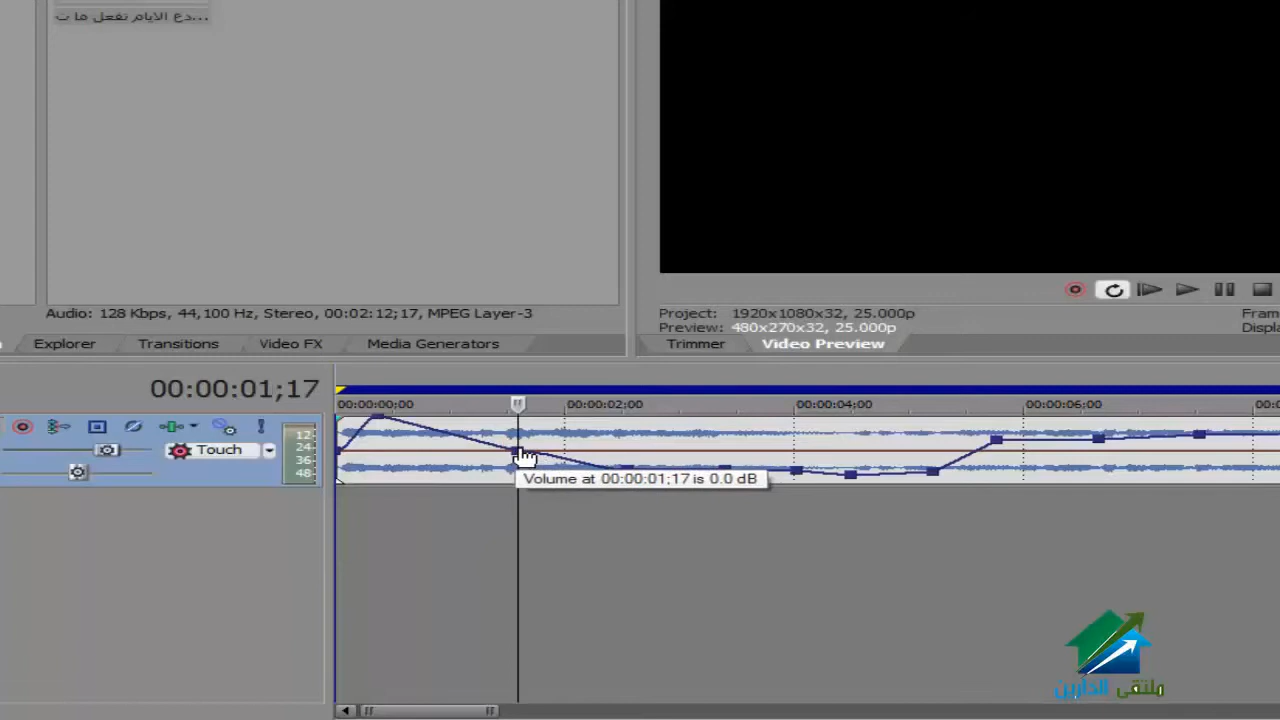 دع الايام تفعل ما ت...
Audio: 128 Kbps, 44,100 Hz, Stereo, 00:02:12;17, MPEG Layer-3
Project: 1920x1080x32, 25.000p
Fram
Preview: 480x270x32, 25.000p
Displa
Explorer
Transitions
Video FX
Media Generators
Trimmer
Video Preview
00:00:01;17
00:00:00;00
00:00:02;00
00:00:04;00
00:00:06;00
00:0
12
24
36
48
Touch
Volume at 00:00:01;17 is 0.0 dB
ملتقى الدارين